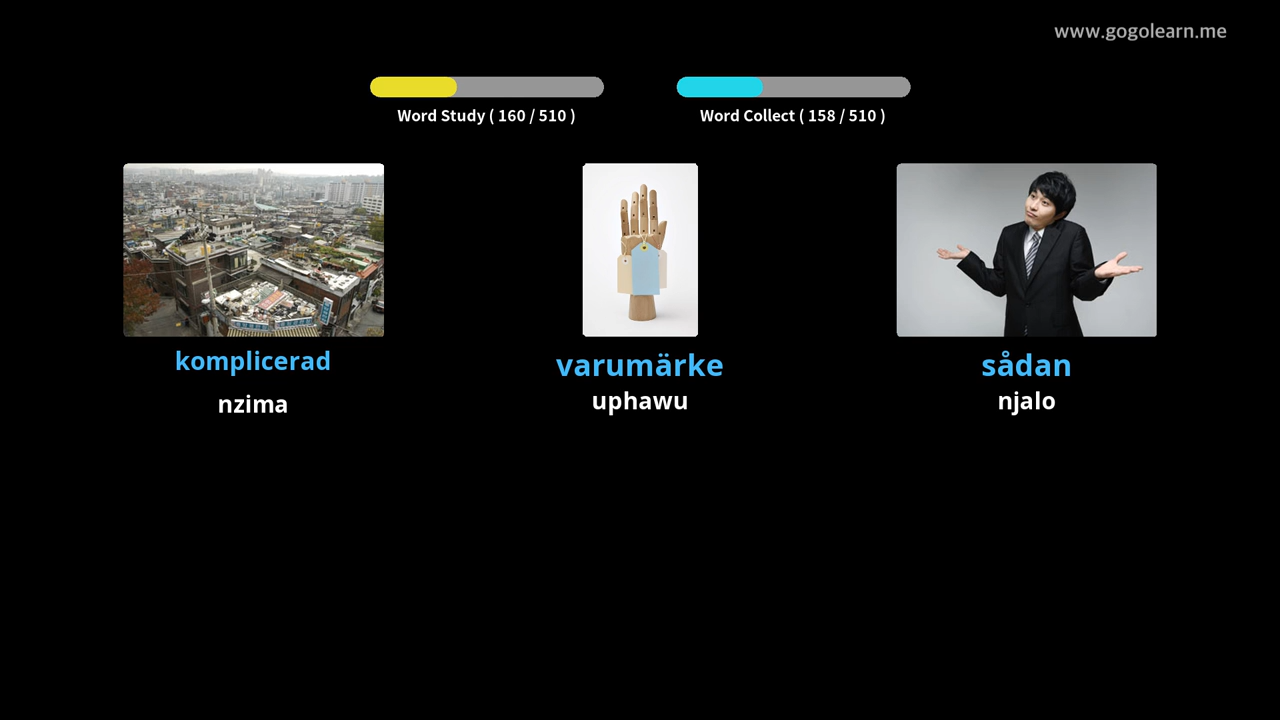 www.gogolearn.me
Word Study ( 160 / 510 )
Word Collect ( 158 / 510 )
komplicerad
varumärke
sådan
nzima
uphawu
njalo